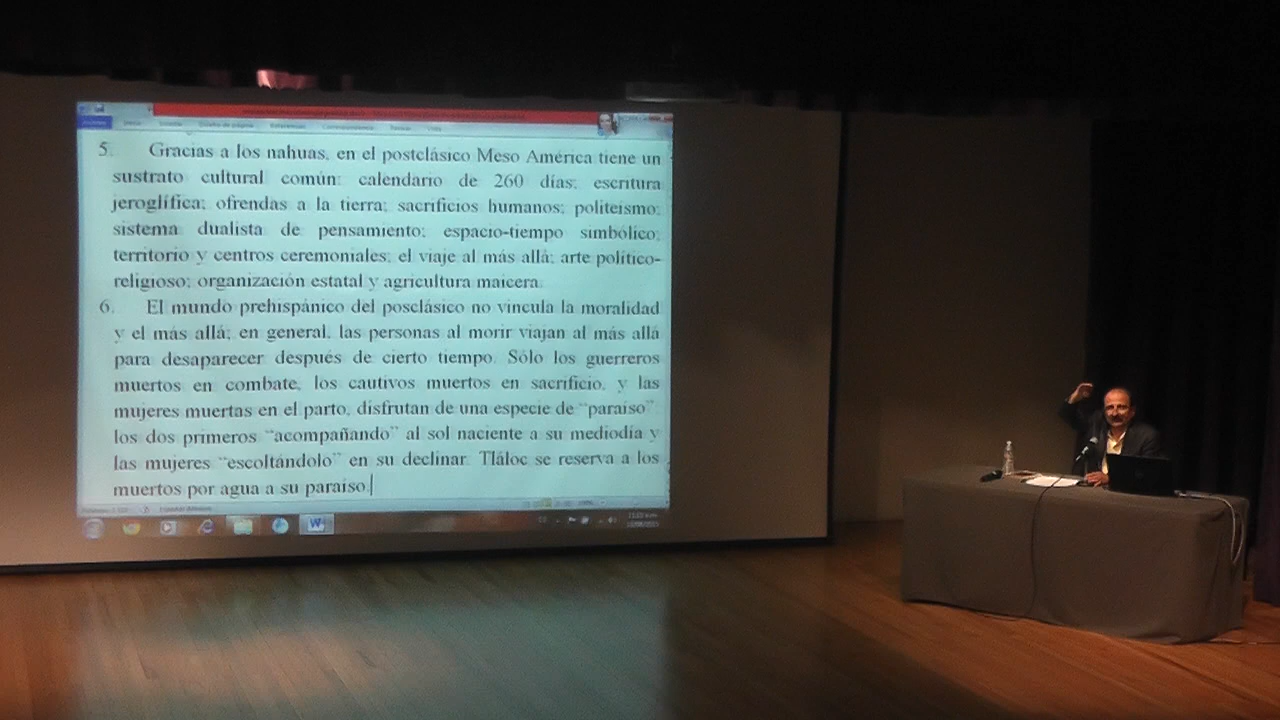 5. Gracias a los nahuas, en el postclásico Meso América tiene un
sustrato cultural común: calendario de 260 días; escritura
jeroglífica; ofrendas a la tierra; sacrificios humanos; politeísmo;
sistema dualista de pensamiento; espacio-tiempo simbólico;
territorio y centros ceremoniales; el viaje al más allá; arte político-
religioso; organización estatal y agricultura maicera.
6. El mundo prehispánico del posclásico no vincula la moralidad
y el más allá; en general, las personas al morir viajan al más allá
para desaparecer después de cierto tiempo. Sólo los guerreros
muertos en combate, los cautivos muertos en sacrificio, y las
mujeres muertas en el parto, disfrutan de una especie de “paraíso”,
los dos primeros “acompañando” al sol naciente a su mediodía y
las mujeres “escoltándolo” en su declinar. Tláloc se reserva a los
muertos por agua a su paraíso.